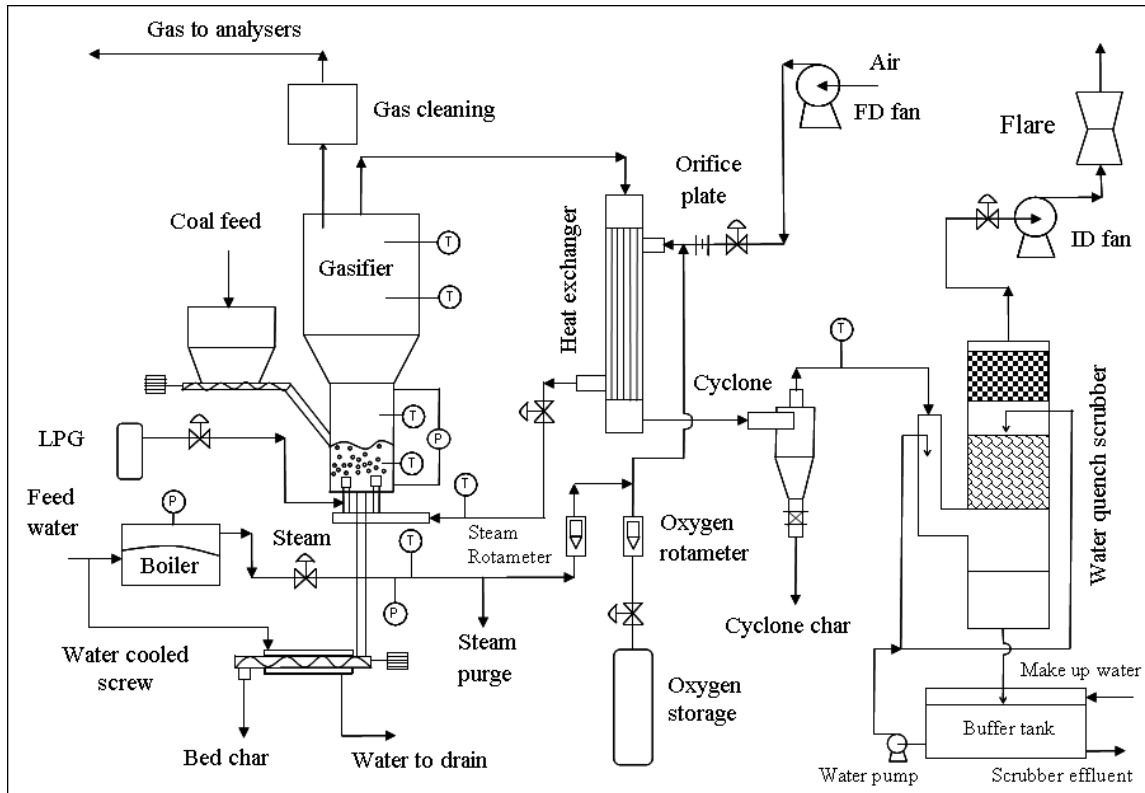 Gas to analysers
Gas cleaning
Air
FD fan
Flare
ID fan
Orifice
plate
Coal feed
Gasifier
T
T
Heat exchanger
T
Cyclone
T
P
T
LPG
Feed
water
P
Boiler
Steam
T
T
P
Steam
Rotameter
Oxygen
rotameter
Water quench scrubber
Cyclone char
Water cooled
screw
Steam
purge
Oxygen
storage
Bed char
Water to drain
Make up water
Buffer tank
Water pump
Scrubber effluent